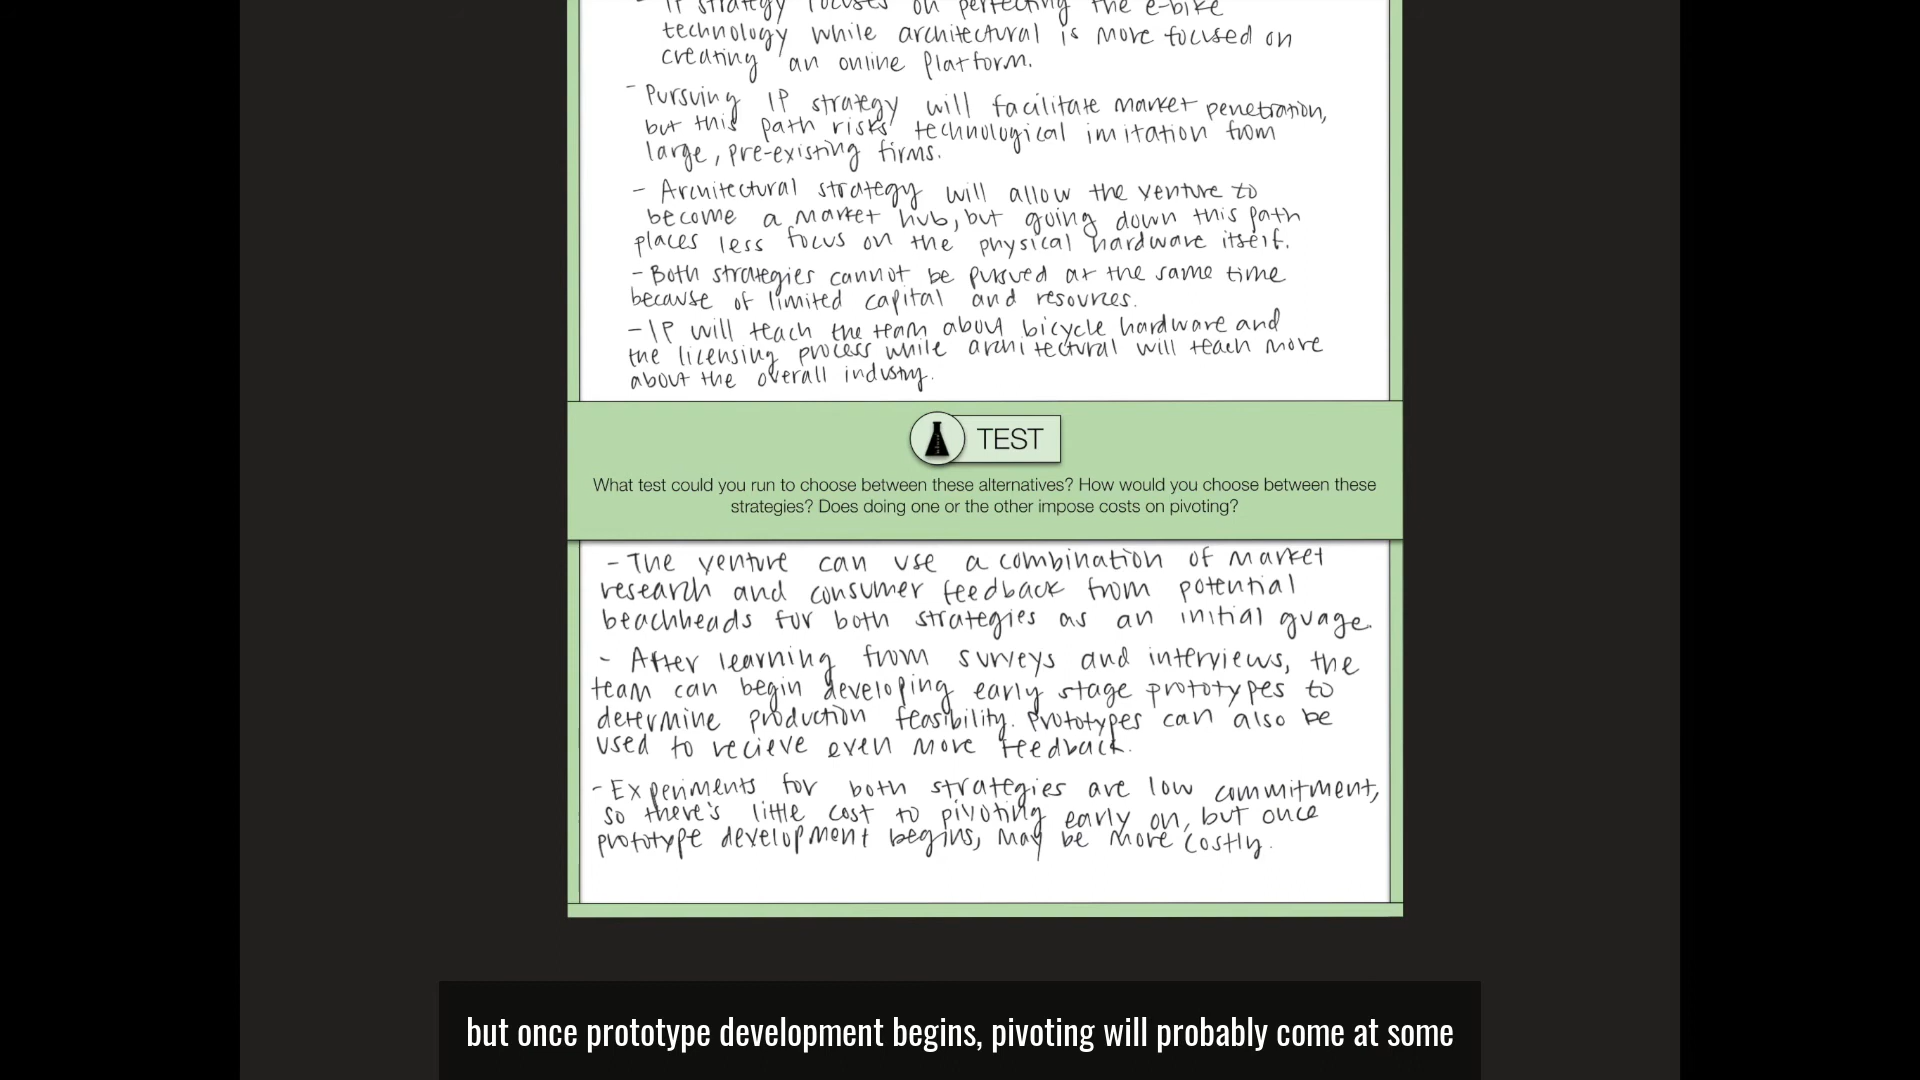 - IP strategy focuses on perfecting the e-bike
technology while architectural is more focused on
creating an online platform.
- Pursuing IP strategy will facilitate market penetration,
but this path risks technological imitation from
large, pre-existing firms.
- Architectural strategy will allow the venture to
become a market hub, but going down this path
places less focus on the physical hardware itself.
- Both strategies cannot be pursued at the same time
because of limited capital and resources.
- IP will teach the team about bicycle hardware and
the licensing process while architectural will teach more
about the overall industry.
TEST
What test could you run to choose between these alternatives? How would you choose between these
strategies? Does doing one or the other impose costs on pivoting?
- The venture can use a combination of market
research and consumer feedback from potential
beachheads for both strategies as an initial guage.
- After learning from surveys and interviews, the
team can begin developing early stage prototypes to
determine production feasibility. Prototypes can also be
used to recieve even more feedback.
- Experiments for both strategies are low commitment,
so there's little cost to pivoting early on, but once
prototype development begins, may be more costly.
but once prototype development begins, pivoting will probably come at some